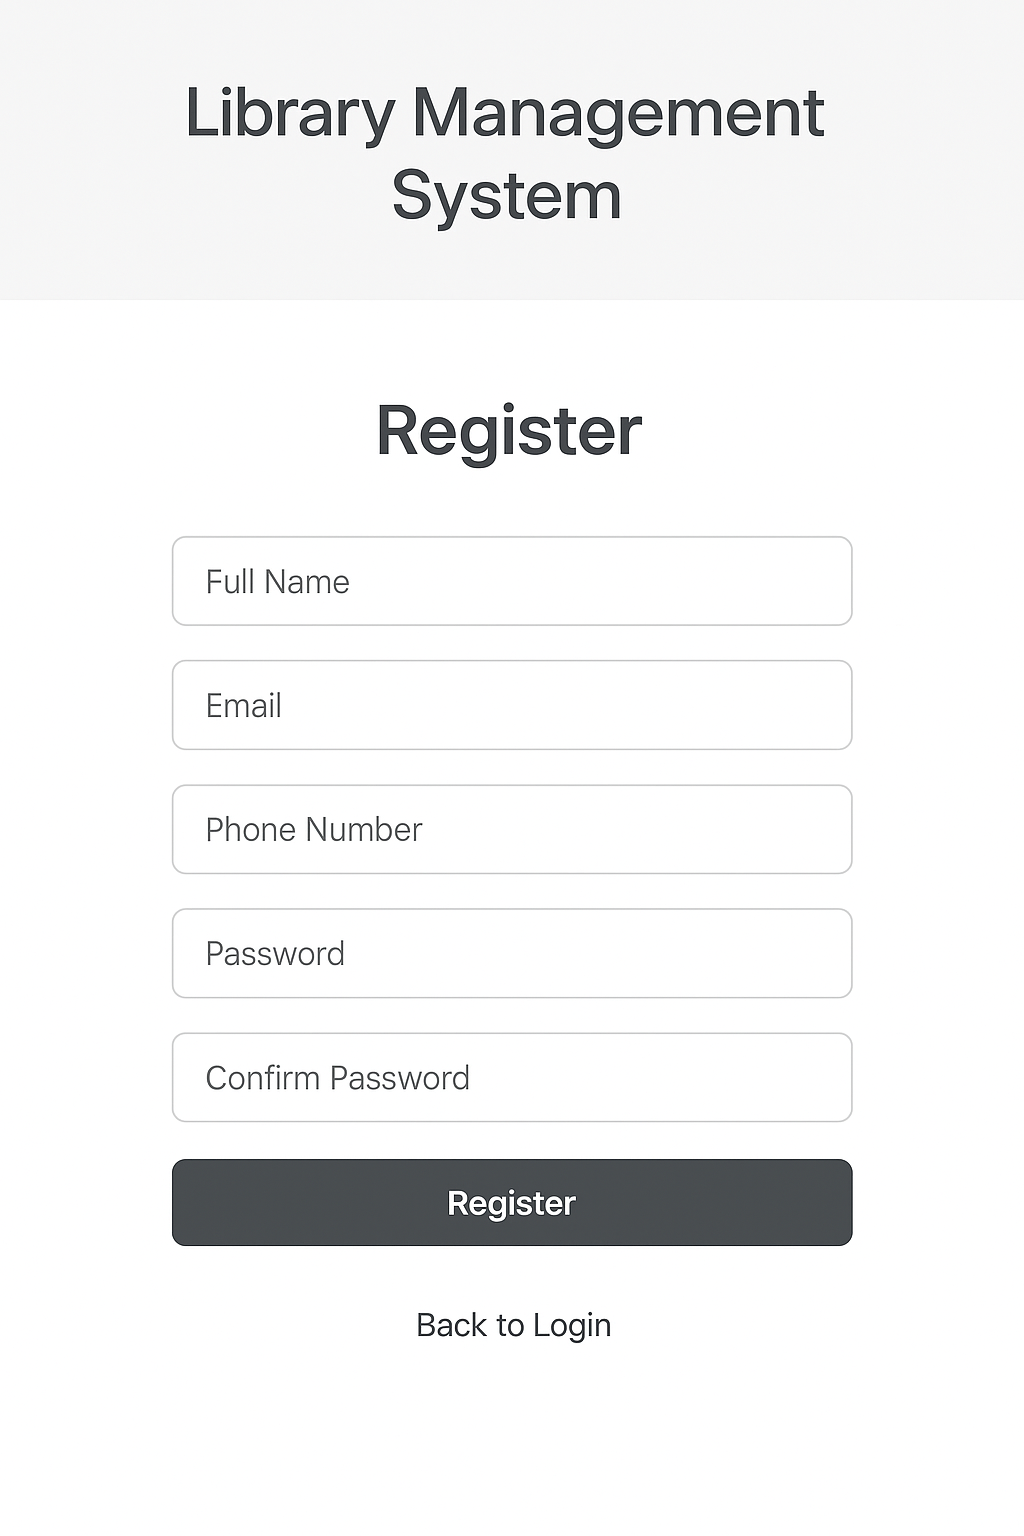 Library Management
System
Register
Full Name
Email
Phone Number
Password
Confirm Password
Register
Back to Login